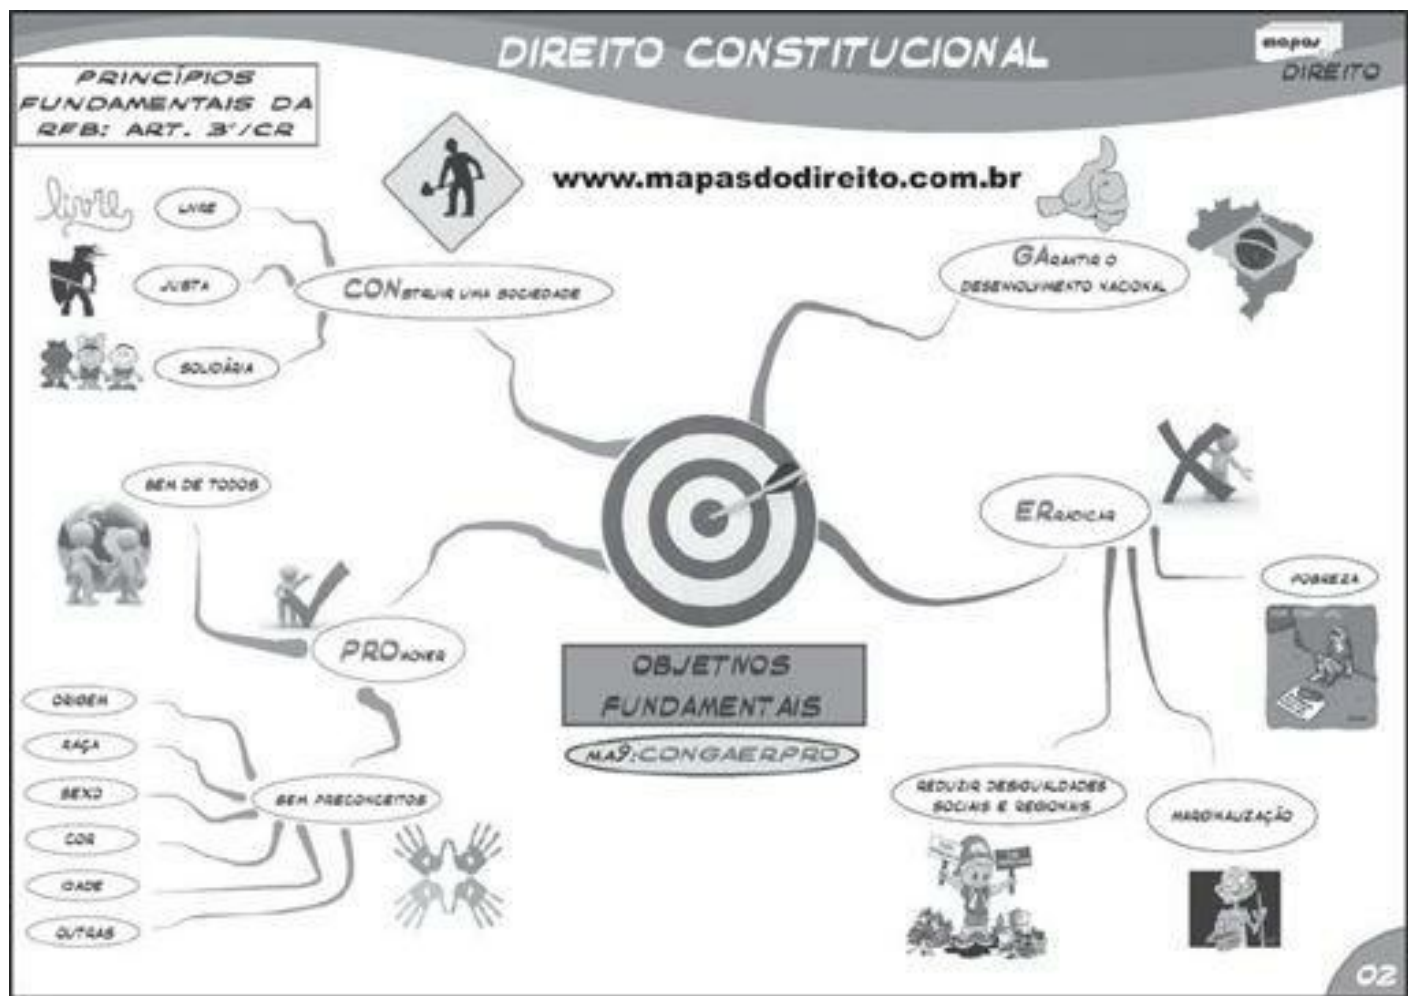 DIREITO CONSTITUCIONAL
mapas
DIREITO
PRINCÍPIOS
FUNDAMENTAIS DA
RFB: ART. 3º/CR
www.mapasdodireito.com.br
livre
LIVRE
JUSTA
SOLIDÁRIA
CONSTRUIR UMA SOCIEDADE
GARANTIR O
DESENVOLVIMENTO NACIONAL
BEM DE TODOS
PROMOVER
ERRADICAR
POBREZA
OBJETIVOS
FUNDAMENTAIS
MA9:CONGAERPRO
ORIGEM
RAÇA
SEXO
COR
IDADE
OUTRAS
SEM PRECONCEITOS
REDUZIR DESIGUALDADES
SOCIAIS E REGIONAIS
MARGINALIZAÇÃO
02